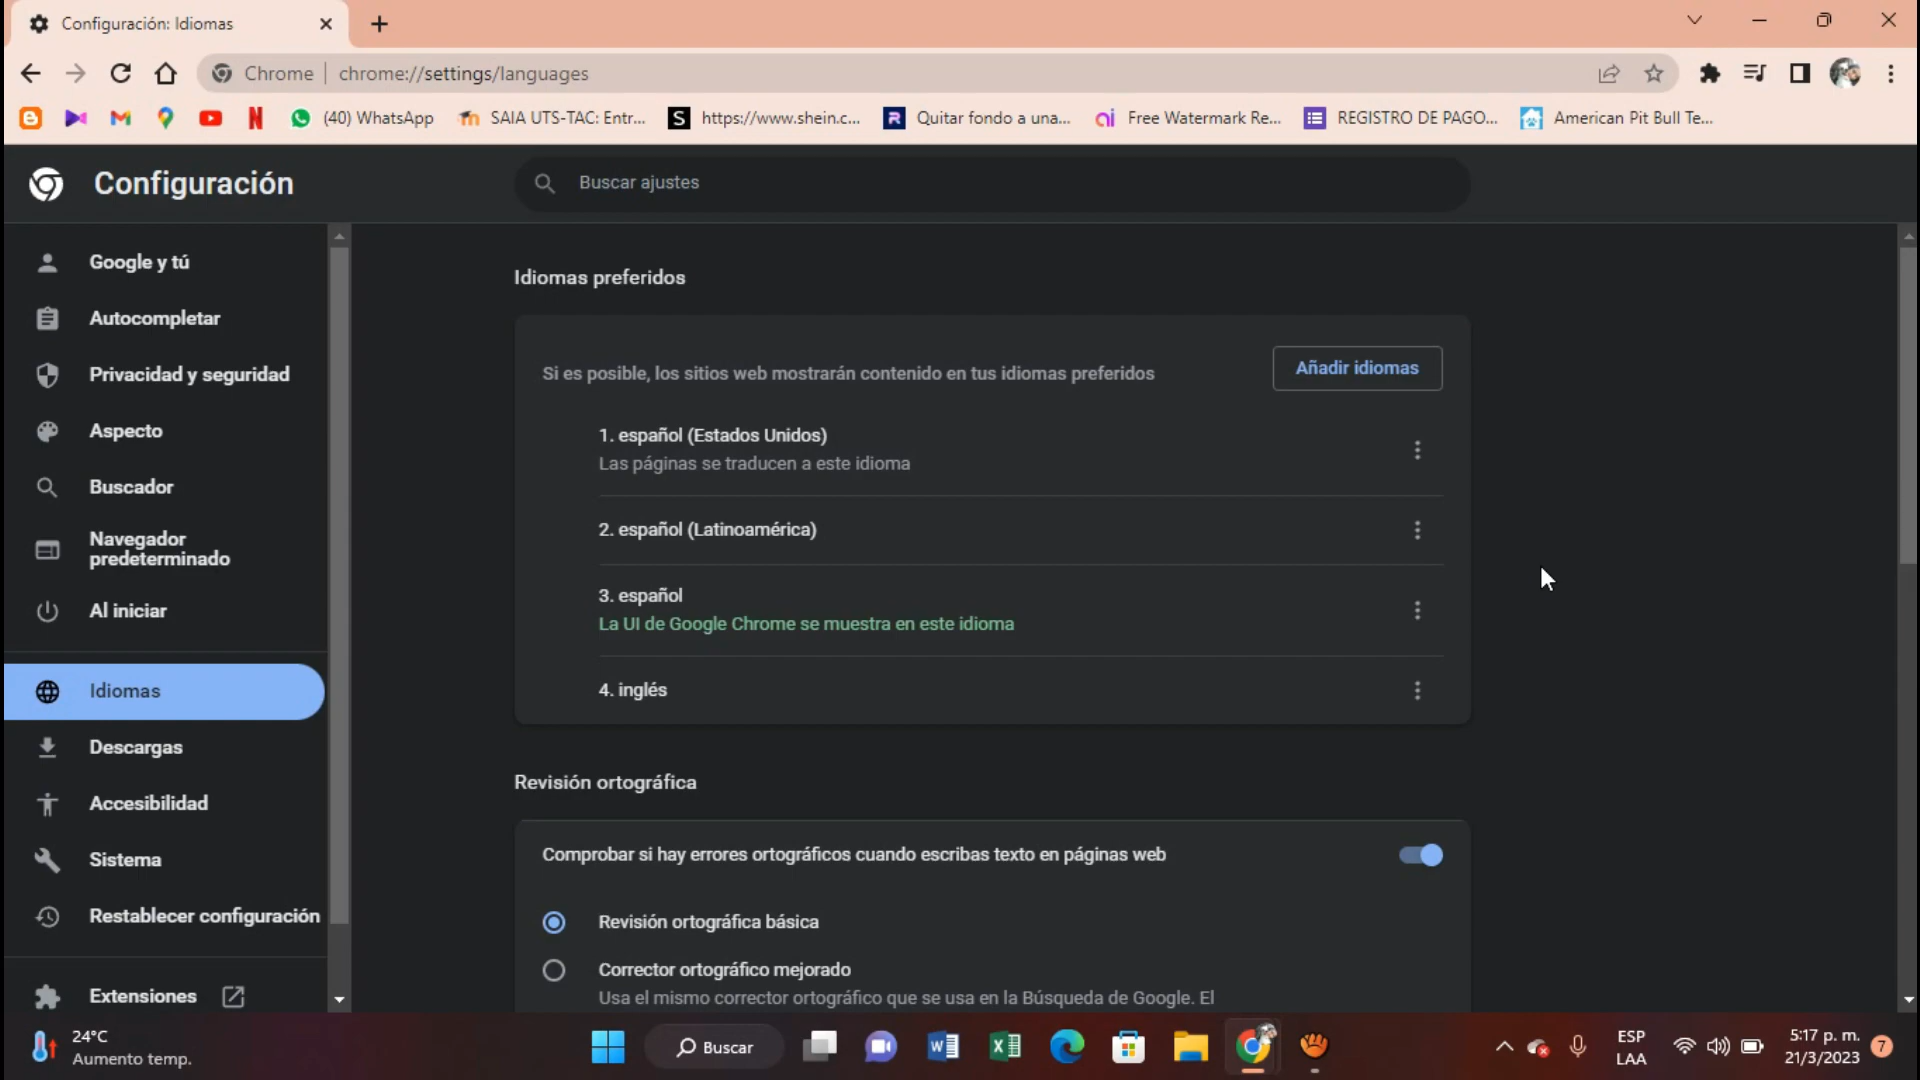 Configuración: Idiomas
Chrome
chrome://settings/languages
(40) WhatsApp
SAIA UTS-TAC: Entr...
https://www.shein.c...
Quitar fondo a una...
Free Watermark Re...
REGISTRO DE PAGO...
American Pit Bull Te...
Configuración
Buscar ajustes
Google y tú
Autocompletar
Privacidad y seguridad
Aspecto
Buscador
Navegador
predeterminado
Al iniciar
Idiomas
Descargas
Accesibilidad
Sistema
Restablecer configuración
Extensiones
Idiomas preferidos
Si es posible, los sitios web mostrarán contenido en tus idiomas preferidos
Añadir idiomas
1. español (Estados Unidos)
Las páginas se traducen a este idioma
2. español (Latinoamérica)
3. español
La UI de Google Chrome se muestra en este idioma
4. inglés
Revisión ortográfica
Comprobar si hay errores ortográficos cuando escribas texto en páginas web
Revisión ortográfica básica
Corrector ortográfico mejorado
Usa el mismo corrector ortográfico que se usa en la Búsqueda de Google. El
24°C
Aumento temp.
Buscar
ESP
LAA
5:17 p. m.
21/3/2023
7